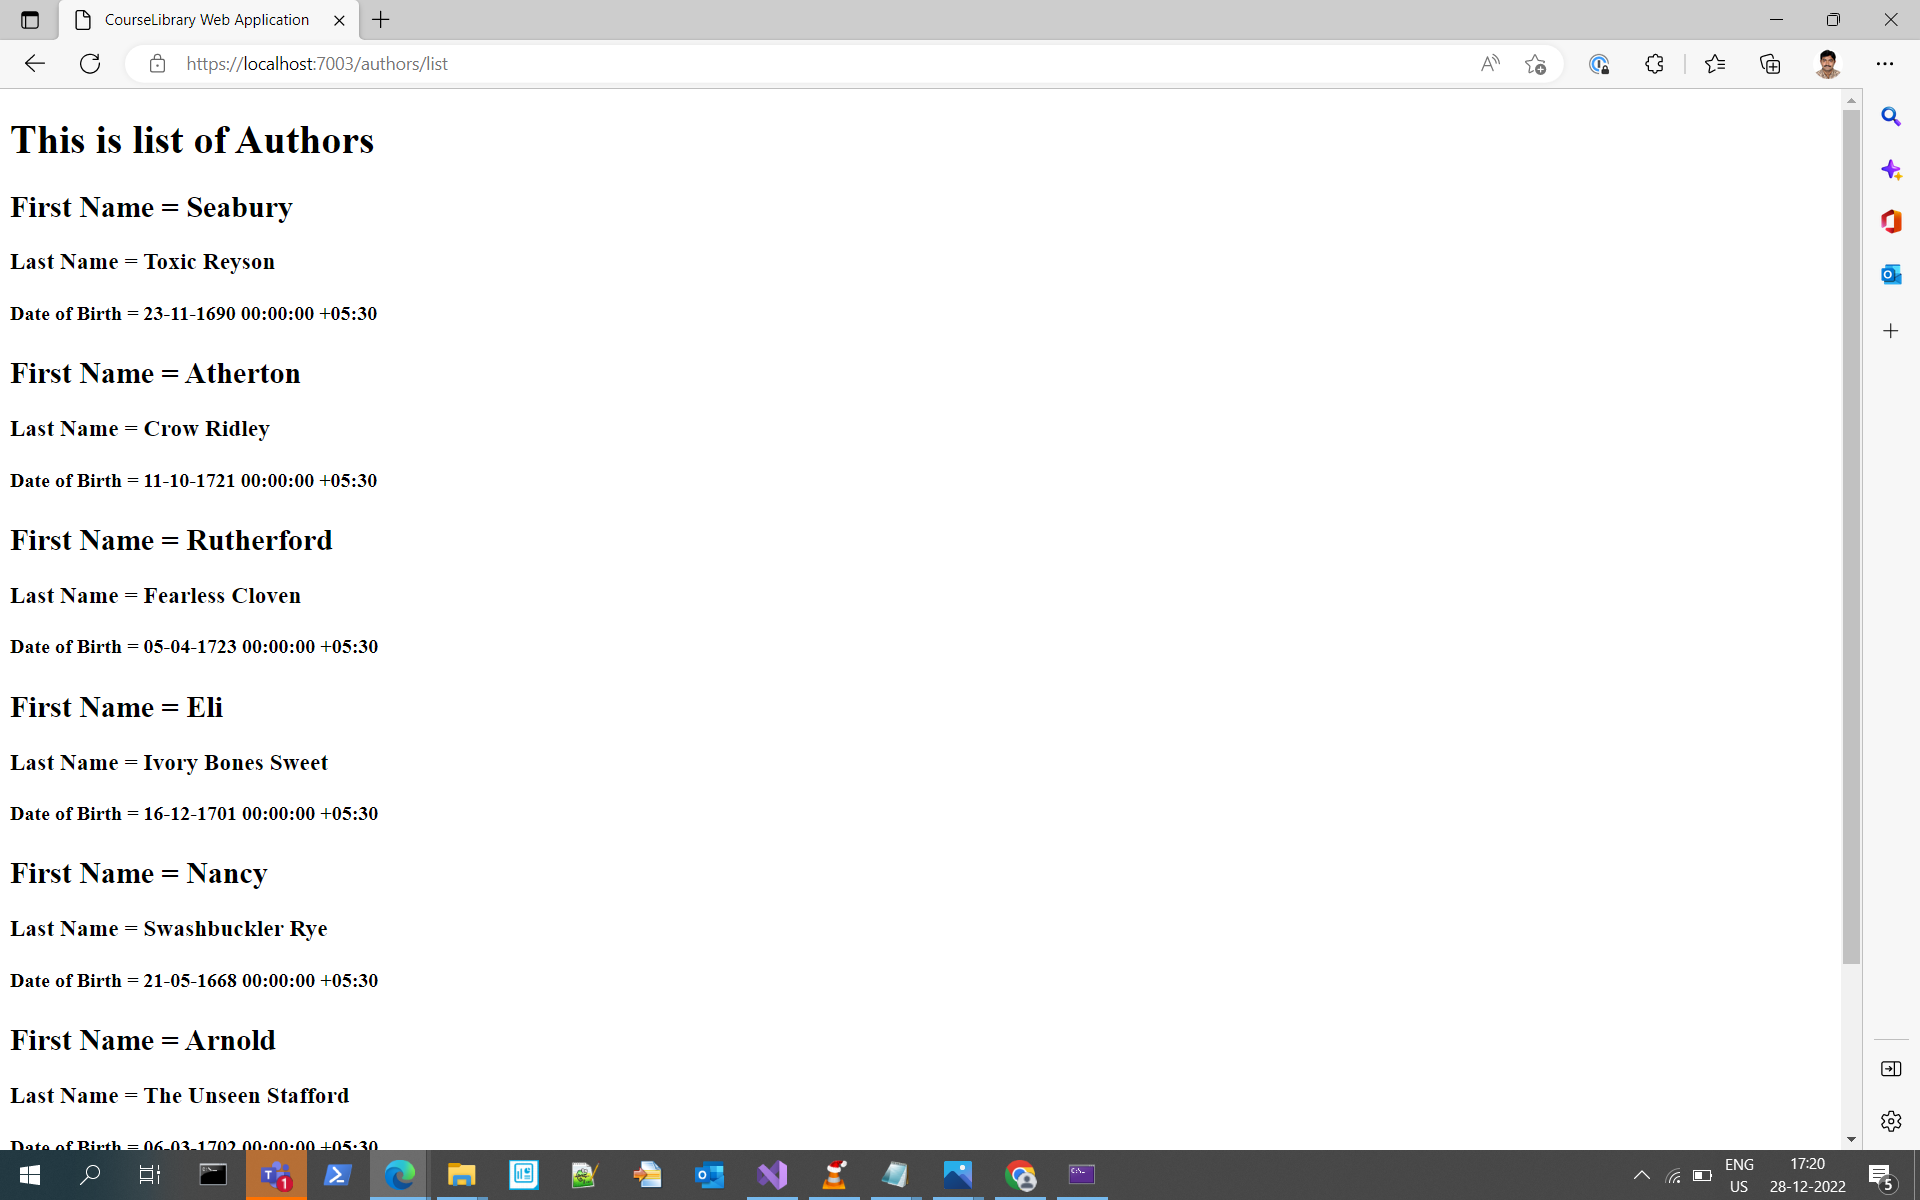 CourseLibrary Web Application
https://localhost:7003/authors/list
This is list of Authors
First Name = Seabury
Last Name = Toxic Reyson
Date of Birth = 23-11-1690 00:00:00 +05:30
First Name = Atherton
Last Name = Crow Ridley
Date of Birth = 11-10-1721 00:00:00 +05:30
First Name = Rutherford
Last Name = Fearless Cloven
Date of Birth = 05-04-1723 00:00:00 +05:30
First Name = Eli
Last Name = Ivory Bones Sweet
Date of Birth = 16-12-1701 00:00:00 +05:30
First Name = Nancy
Last Name = Swashbuckler Rye
Date of Birth = 21-05-1668 00:00:00 +05:30
First Name = Arnold
Last Name = The Unseen Stafford
Date of Birth = 06-03-1702 00:00:00 +05:30
1
ENG
US
17:20
28-12-2022
5